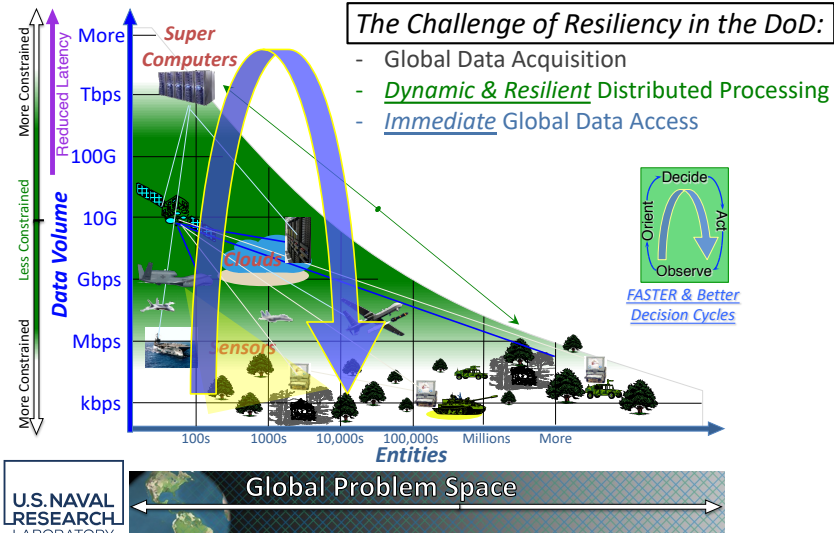 The Challenge of Resiliency in the DoD:
- Global Data Acquisition
- Dynamic & Resilient Distributed Processing
- Immediate Global Data Access
More Constrained
Less Constrained
More Constrained
Reduced Latency
Data Volume
More
Tbps
100G
10G
Gbps
Mbps
kbps
Super
Computers
Clouds
Sensors
Decide
Orient
Act
Observe
FASTER & Better
Decision Cycles
100s
1000s
10,000s
100,000s
Millions
More
Entities
Global Problem Space
U.S. NAVAL
RESEARCH
LABORATORY